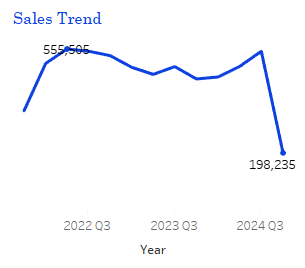 Sales Trend
555,505
198,235
2022 Q3 2023 Q3 2024 Q3
Year